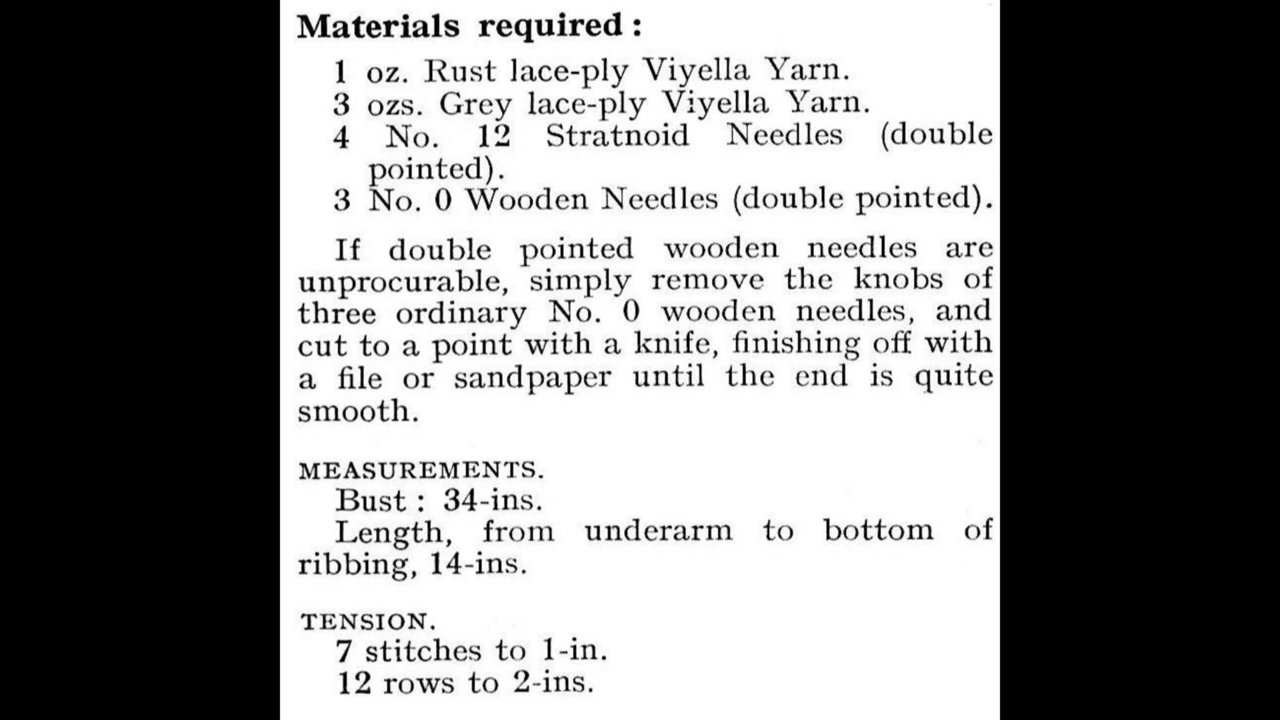 Materials required :
1 oz. Rust lace-ply Viyella Yarn.
3 ozs. Grey lace-ply Viyella Yarn.
4 No. 12 Stratnoid Needles (double
pointed).
3 No. 0 Wooden Needles (double pointed).
If double pointed wooden needles are
unprocurable, simply remove the knobs of
three ordinary No. 0 wooden needles, and
cut to a point with a knife, finishing off with
a file or sandpaper until the end is quite
smooth.
MEASUREMENTS.
Bust : 34-ins.
Length, from underarm to bottom of
ribbing, 14-ins.
TENSION.
7 stitches to 1-in.
12 rows to 2-ins.